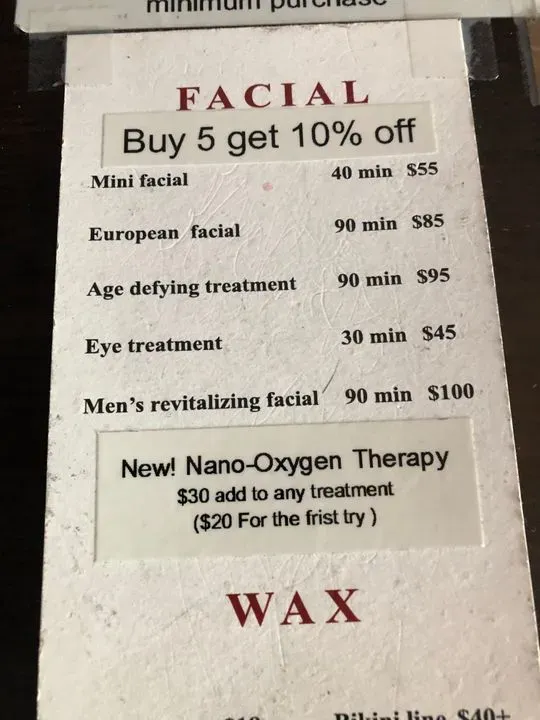 minimum purchase
FACIAL
Buy 5 get 10% off
Mini facial 40 min $55
European facial 90 min $85
Age defying treatment 90 min $95
Eye treatment 30 min $45
Men's revitalizing facial 90 min $100
New! Nano-Oxygen Therapy
$30 add to any treatment
($20 For the frist try )
WAX
Bikini line $40+